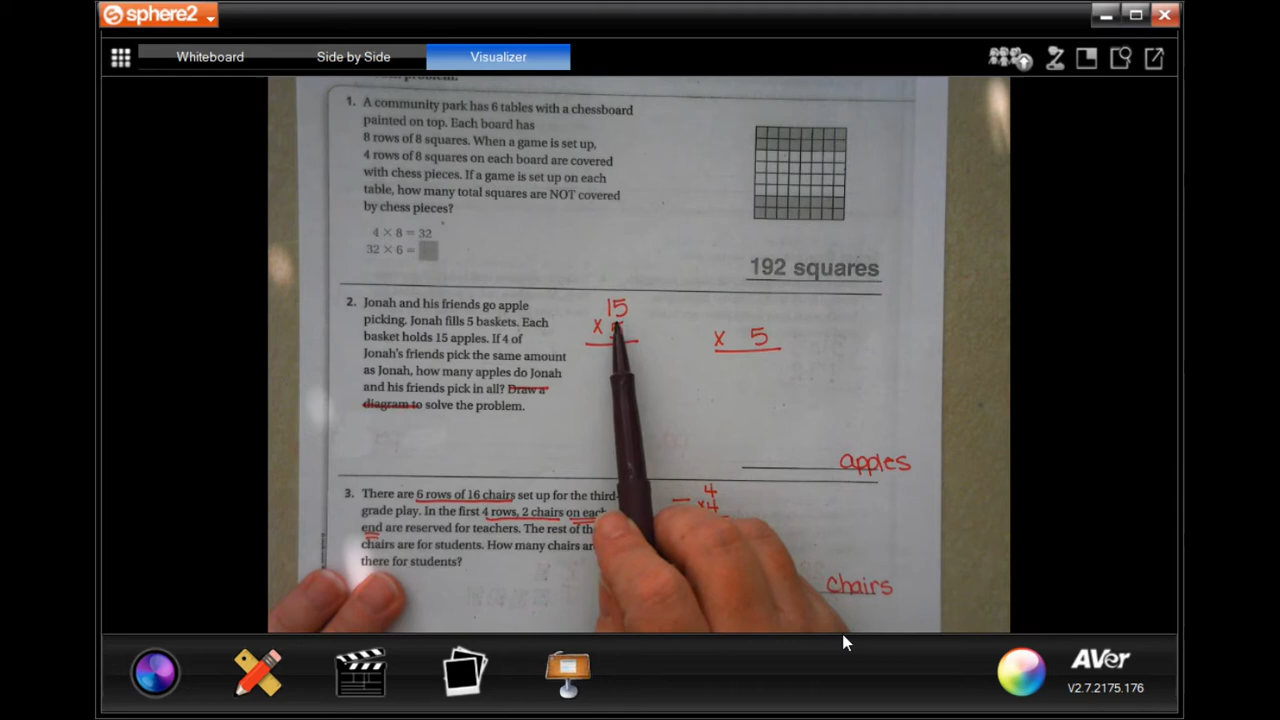 sphere2
Whiteboard Side by Side Visualizer
problem.
1. A community park has 6 tables with a chessboard
painted on top. Each board has
8 rows of 8 squares. When a game is set up,
4 rows of 8 squares on each board are covered
with chess pieces. If a game is set up on each
table, how many total squares are NOT covered
by chess pieces?
4 × 8 = 32
32 × 6 =
192 squares
2. Jonah and his friends go apple
picking. Jonah fills 5 baskets. Each
basket holds 15 apples. If 4 of
Jonah's friends pick the same amount
as Jonah, how many apples do Jonah
and his friends pick in all? Draw a
diagram to solve the problem.
15
x
x 5
apples
3. There are 6 rows of 16 chairs set up for the third-
grade play. In the first 4 rows, 2 chairs on each
end are reserved for teachers. The rest of the
chairs are for students. How many chairs
there for students?
– 4
x4
chairs
AVer
V2.7.2175.176